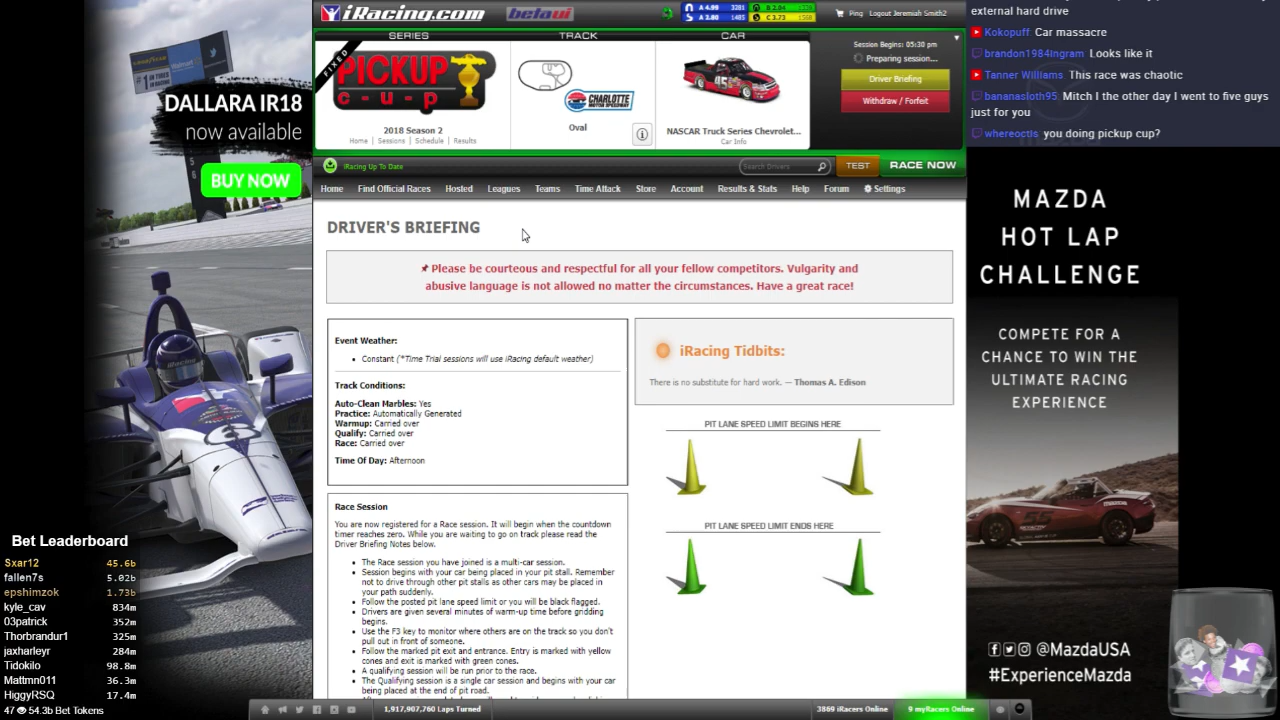 DALLARA IR18
now available
BUY NOW
Bet Leaderboard
Sxar12 45.6b
fallen7s 5.02b
epshimzok 1.73b
kyle_cav 834m
03patrick 352m
Thorbrandur1 325m
jaxharleyr 284m
Tidokilo 98.8m
Mattmn011 36.3m
HiggyRSQ 17.4m
47 54.3b Bet Tokens
iRacing.com
betaui
A 4.99 3281
A 3.80 1485
C 3.73
Ping Logout Jeremiah Smith2
SERIES TRACK CAR
FIXED
PICKUP
c-u-p
2018 Season 2
Home | Sessions | Schedule | Results
CHARLOTTE
MOTOR SPEEDWAY
Oval
45
NASCAR Truck Series Chevrolet...
Car Info
Session Begins: 05:30 pm
Preparing session...
Driver Briefing
Withdraw / Forfeit
iRacing Up To Date
Search Drivers
TEST
RACE NOW
Home Find Official Races Hosted Leagues Teams Time Attack Store Account Results & Stats Help Forum Settings
DRIVER'S BRIEFING
Please be courteous and respectful for all your fellow competitors. Vulgarity and
abusive language is not allowed no matter the circumstances. Have a great race!
Event Weather:
• Constant (*Time Trial sessions will use iRacing default weather)
Track Conditions:
Auto-Clean Marbles: Yes
Practice: Automatically Generated
Warmup: Carried over
Qualify: Carried over
Race: Carried over
Time Of Day: Afternoon
Race Session
You are now registered for a Race session. It will begin when the countdown
timer reaches zero. While you are waiting to go on track please read the
Driver Briefing Notes below.
• The Race session you have joined is a multi-car session.
• Session begins with your car being placed in your pit stall. Remember
not to drive through other pit stalls as other cars may be placed in
your path suddenly.
• Follow the posted pit lane speed limit or you will be black flagged.
• Drivers are given several minutes of warm-up time before gridding
begins.
• Use the F3 key to monitor where others are on the track so you don't
pull out in front of someone.
• Follow the marked pit exit and entrance. Entry is marked with yellow
cones and exit is marked with green cones.
• A qualifying session will be run prior to the race.
• The Qualifying session is a single car session and begins with your car
being placed at the end of pit road.
iRacing Tidbits:
There is no substitute for hard work. — Thomas A. Edison
PIT LANE SPEED LIMIT BEGINS HERE
PIT LANE SPEED LIMIT ENDS HERE
1,917,907,760 Laps Turned
3869 iRacers Online
9 myRacers Online
external hard drive
Kokopuff Car massacre
brandon1984ingram Looks like it
Tanner Williams This race was chaotic
bananasloth95 Mitch I the other day I went to five guys
just for you
whereoctis you doing pickup cup?
MAZDA
HOT LAP
CHALLENGE
COMPETE FOR A
CHANCE TO WIN THE
ULTIMATE RACING
EXPERIENCE
@MazdaUSA
#ExperienceMazda